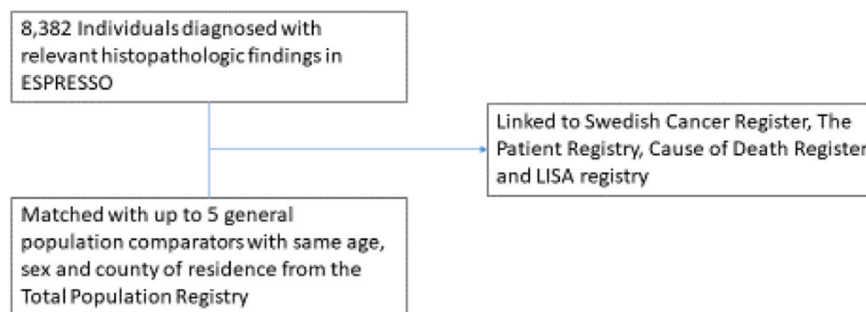 8,382 Individuals diagnosed with
relevant histopathologic findings in
ESPRESSO
Linked to Swedish Cancer Register, The
Patient Registry, Cause of Death Register
and LISA registry
Matched with up to 5 general
population comparators with same age,
sex and county of residence from the
Total Population Registry